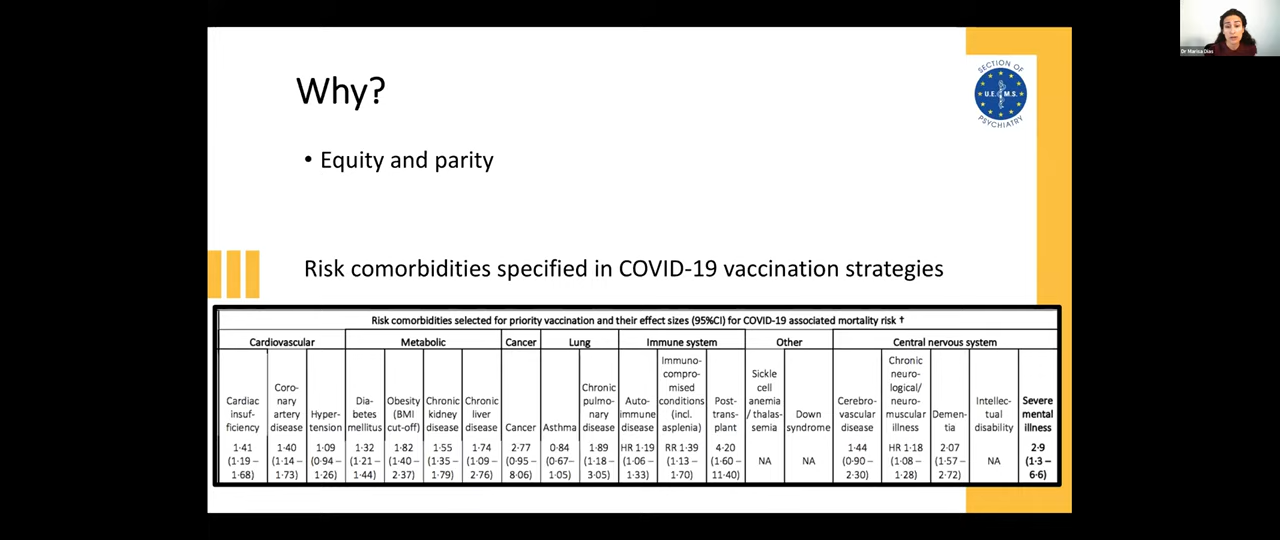 Dr Marisa Dias
SECTION OF
U.E.M.S.
PSYCHIATRY
Why?
• Equity and parity
Risk comorbidities specified in COVID-19 vaccination strategies
Risk comorbidities selected for priority vaccination and their effect sizes (95%CI) for COVID-19 associated mortality risk †
Cardiovascular Metabolic Cancer Lung Immune system Other Central nervous system
Cardiac
insuf-
ficiency
Coro-
nary
artery
disease
Hyper-
tension
Dia-
betes
mellitus
Obesity
(BMI
cut-off)
Chronic
kidney
disease
Chronic
liver
disease
Cancer
Asthma
Chronic
pulmo-
nary
disease
Auto-
immune
disease
Immuno-
compro-
mised
conditions
(incl.
asplenia)
Post-
trans-
plant
Sickle
cell
anemia
/ thalas-
semia
Down
syndrome
Cerebro-
vascular
disease
Chronic
neuro-
logical/
neuro-
muscular
illness
Demen-
tia
Intellec-
tual
disability
Severe
mental
illness
1·41
(1·19 –
1·68)
1·40
(1·14 –
1·73)
1·09
(0·94 –
1·26)
1·32
(1·21 –
1·44)
1·82
(1·40 –
2·37)
1·55
(1·35 –
1·79)
1·74
(1·09 –
2·76)
2·77
(0·95 –
8·06)
0·84
(0·67–
1·05)
1·89
(1·18 –
3·05)
HR 1·19
(1·06 –
1·33)
RR 1·39
(1·13 –
1·70)
4·20
(1·60 –
11·40)
NA
NA
1·44
(0·90 –
2·30)
HR 1·18
(1·08 –
1·28)
2·07
(1·57 –
2·72)
NA
2·9
(1·3 –
6·6)